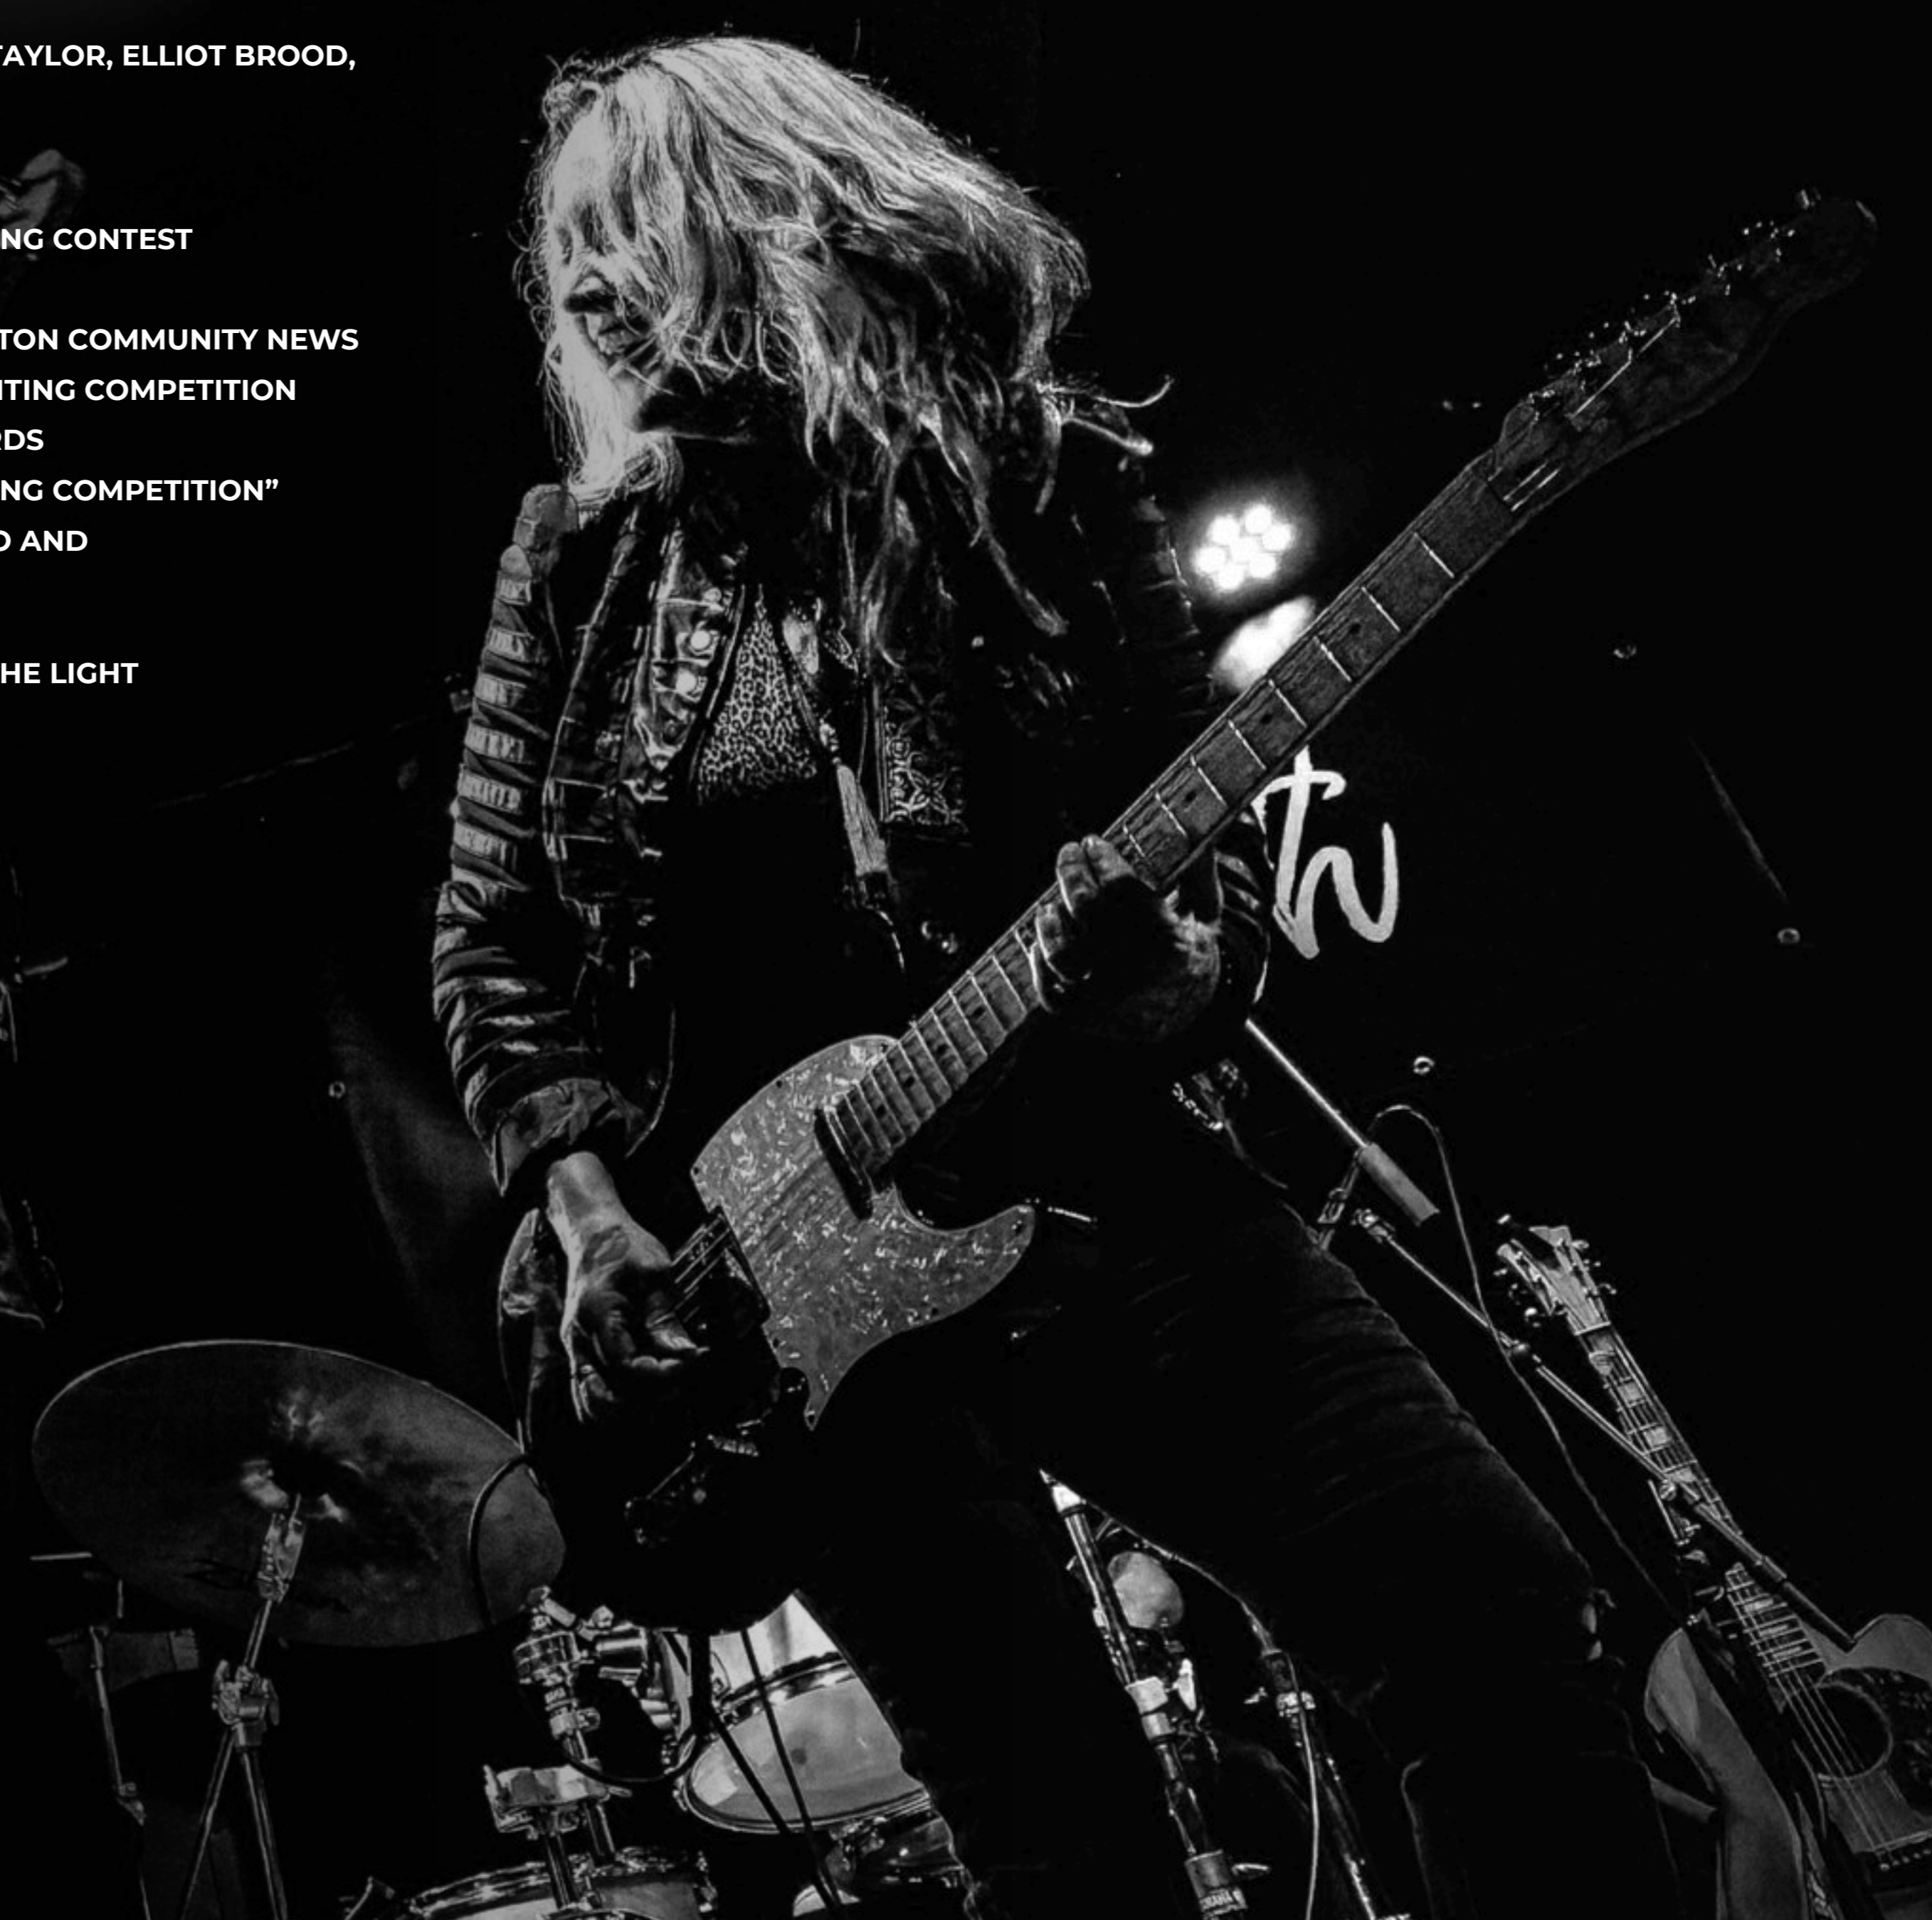 TAYLOR, ELLIOT BROOD,
NG CONTEST
TON COMMUNITY NEWS
ITING COMPETITION
RDS
NG COMPETITION”
O AND
HE LIGHT